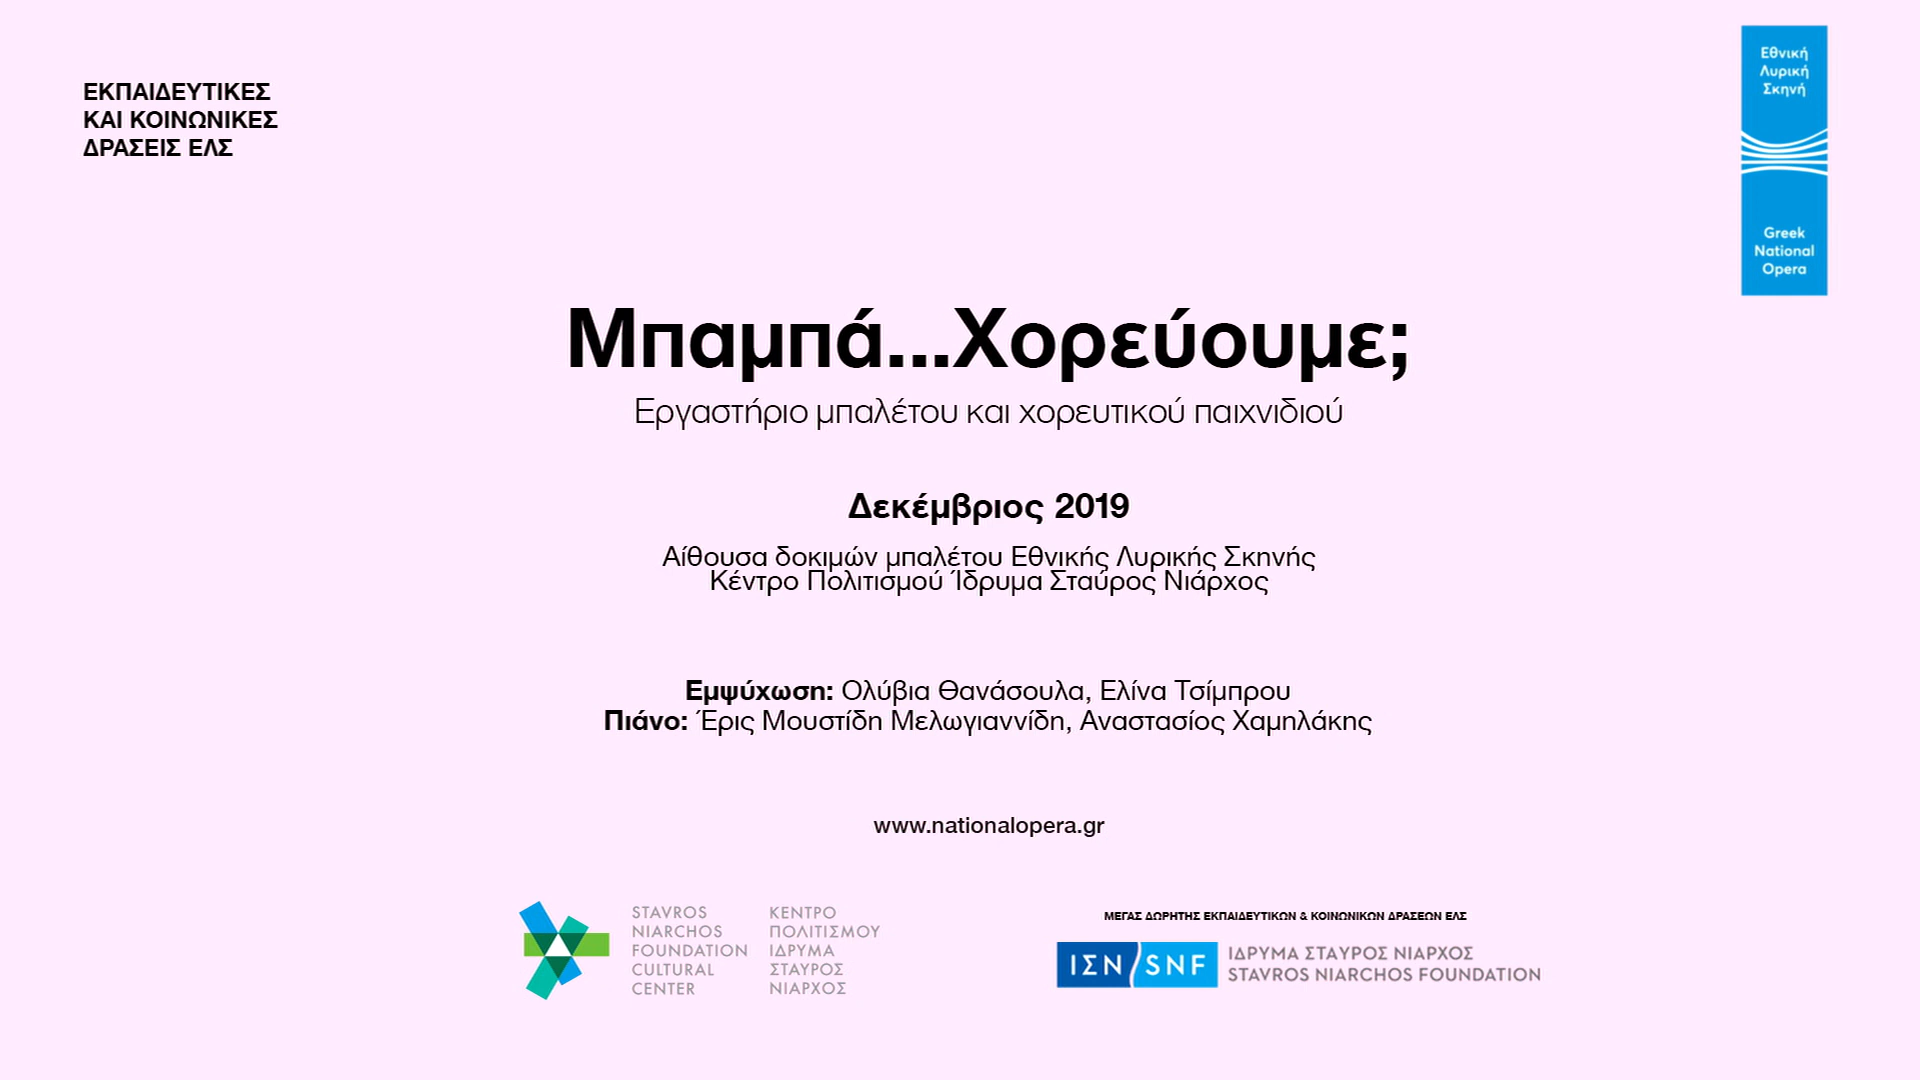 ΕΚΠΑΙΔΕΥΤΙΚΕΣ
ΚΑΙ ΚΟΙΝΩΝΙΚΕΣ
ΔΡΑΣΕΙΣ ΕΛΣ
Εθνική
Λυρική
Σκηνή
Greek
National
Opera
Μπαμπά...Χορεύουμε;
Εργαστήριο μπαλέτου και χορευτικού παιχνιδιού
Δεκέμβριος 2019
Αίθουσα δοκιμών μπαλέτου Εθνικής Λυρικής Σκηνής
Κέντρο Πολιτισμού Ίδρυμα Σταύρος Νιάρχος
Εμψύχωση: Ολύβια Θανάσουλα, Ελίνα Τσίμπρου
Πιάνο: Έρις Μουστίδη Μελωγιαννίδη, Αναστασίος Χαμηλάκης
www.nationalopera.gr
STAVROS
NIARCHOS
FOUNDATION
CULTURAL
CENTER
ΚΕΝΤΡΟ
ΠΟΛΙΤΙΣΜΟΥ
ΙΔΡΥΜΑ
ΣΤΑΥΡΟΣ
ΝΙΑΡΧΟΣ
ΜΕΓΑΣ ΔΩΡΗΤΗΣ ΕΚΠΑΙΔΕΥΤΙΚΩΝ & ΚΟΙΝΩΝΙΚΩΝ ΔΡΑΣΕΩΝ ΕΛΣ
ΙΣΝ/SNF
ΙΔΡΥΜΑ ΣΤΑΥΡΟΣ ΝΙΑΡΧΟΣ
STAVROS NIARCHOS FOUNDATION